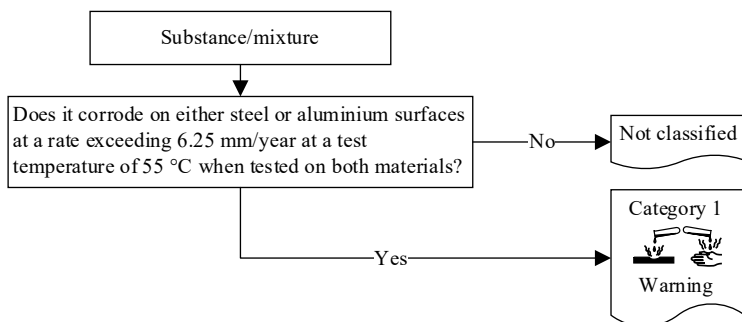 Substance/mixture
Does it corrode on either steel or aluminium surfaces
at a rate exceeding 6.25 mm/year at a test
temperature of 55 °C when tested on both materials?
No
Not classified
Category 1
Warning
Yes